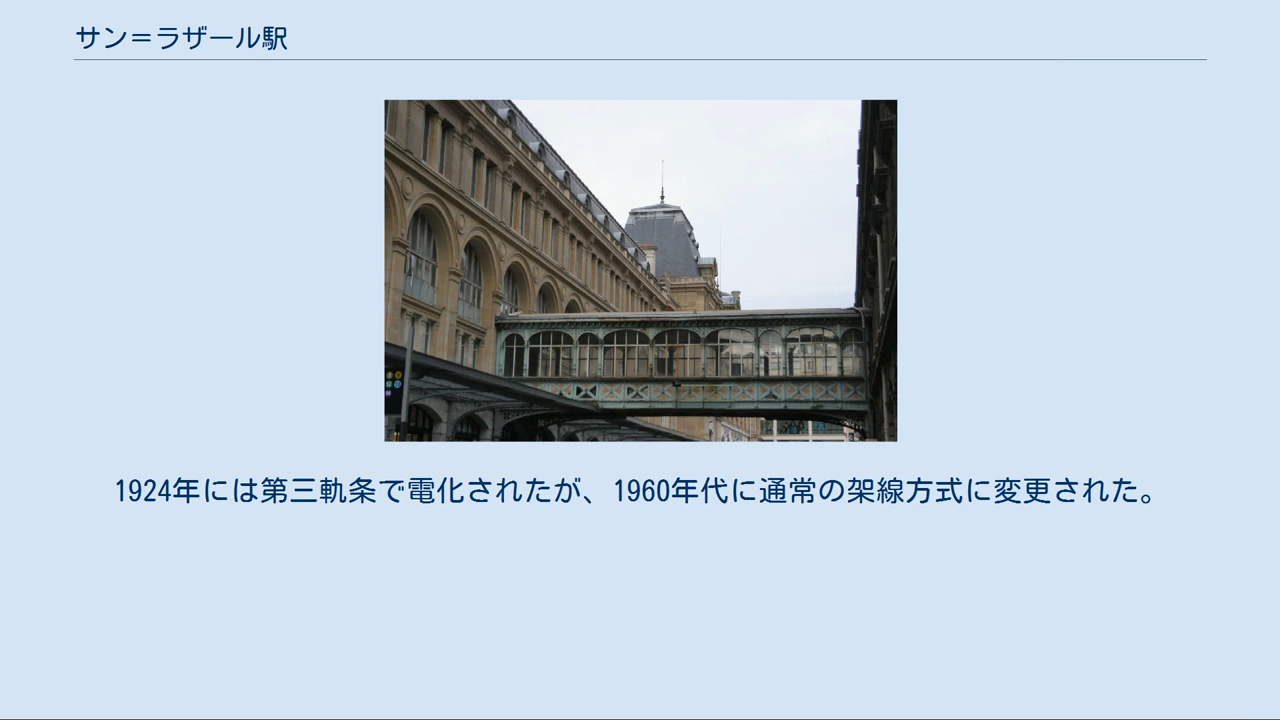 サン＝ラザール駅
1924年には第三軌条で電化されたが、1960年代に通常の架線方式に変更された。